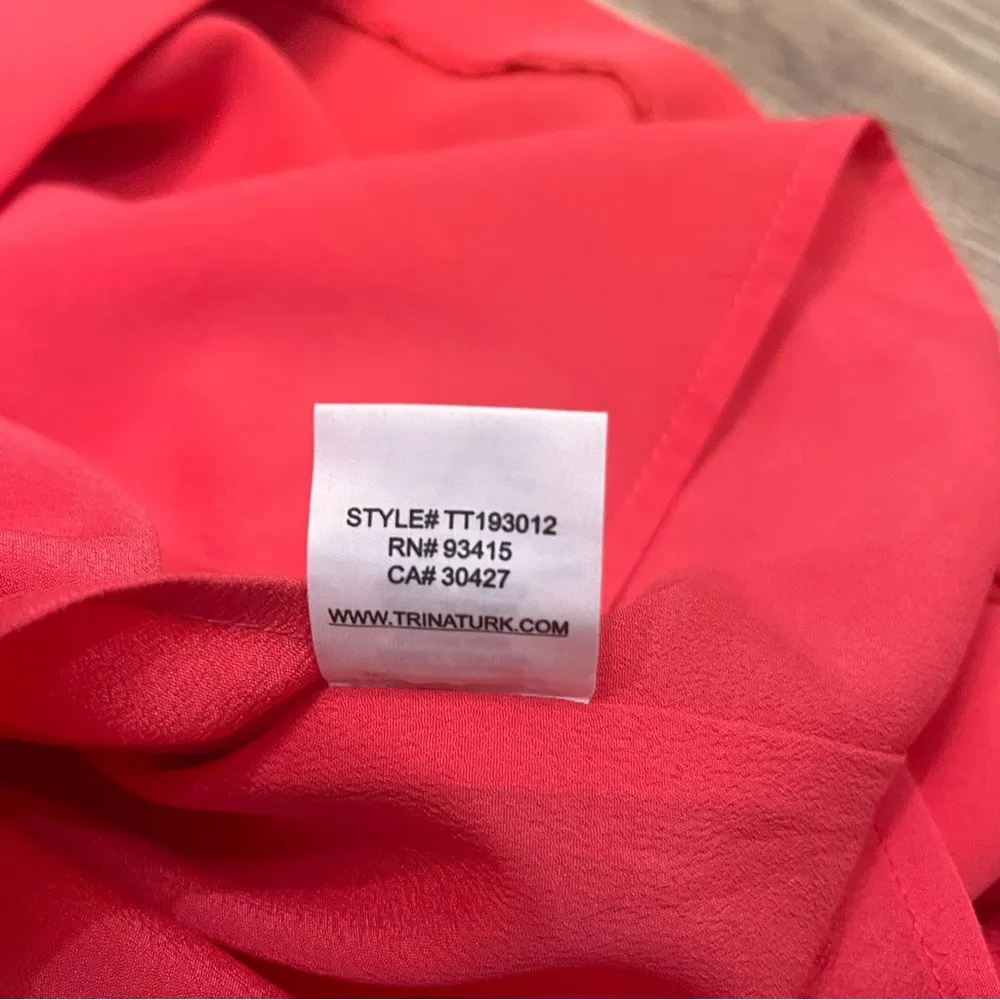 STYLE# TT193012
RN# 93415
CA# 30427
WWW.TRINATURK.COM